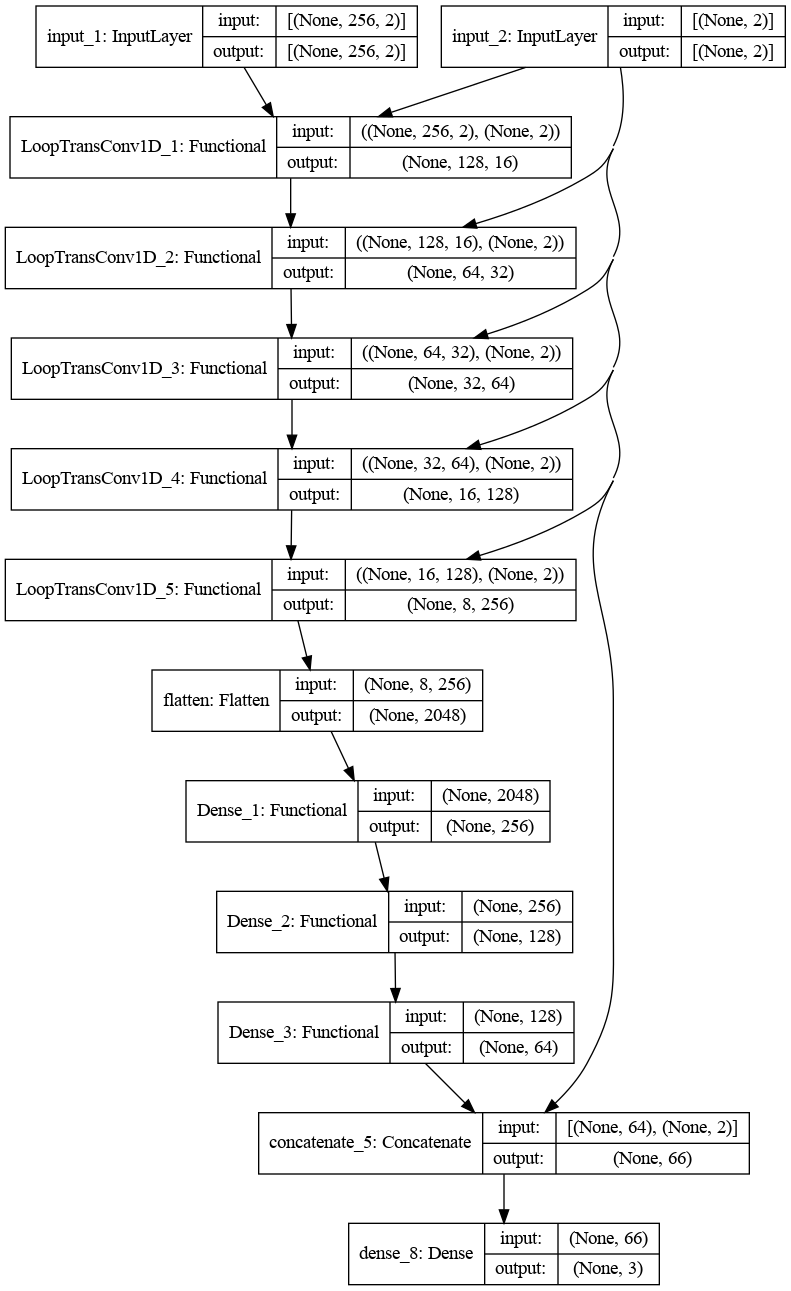 input_1: InputLayer
input:
[(None, 256, 2)]
output:
[(None, 256, 2)]
input_2: InputLayer
input:
[(None, 2)]
output:
[(None, 2)]
LoopTransConv1D_1: Functional
input:
((None, 256, 2), (None, 2))
output:
(None, 128, 16)
LoopTransConv1D_2: Functional
input:
((None, 128, 16), (None, 2))
output:
(None, 64, 32)
LoopTransConv1D_3: Functional
input:
((None, 64, 32), (None, 2))
output:
(None, 32, 64)
LoopTransConv1D_4: Functional
input:
((None, 32, 64), (None, 2))
output:
(None, 16, 128)
LoopTransConv1D_5: Functional
input:
((None, 16, 128), (None, 2))
output:
(None, 8, 256)
flatten: Flatten
input:
(None, 8, 256)
output:
(None, 2048)
Dense_1: Functional
input:
(None, 2048)
output:
(None, 256)
Dense_2: Functional
input:
(None, 256)
output:
(None, 128)
Dense_3: Functional
input:
(None, 128)
output:
(None, 64)
concatenate_5: Concatenate
input:
[(None, 64), (None, 2)]
output:
(None, 66)
dense_8: Dense
input:
(None, 66)
output:
(None, 3)